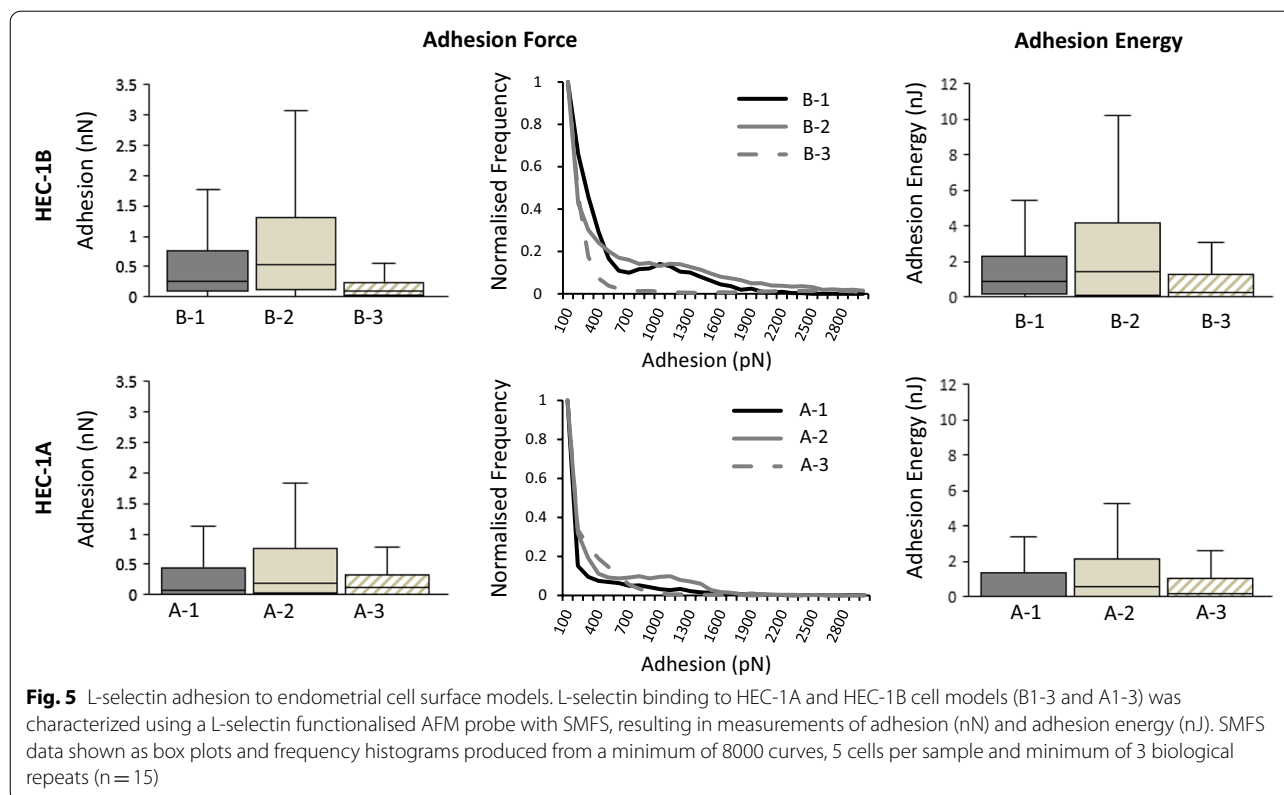 Adhesion Force
Adhesion Energy
HEC-1B
Adhesion (nN)
3.5
3
2.5
2
1.5
1
0.5
0
B-1 B-2 B-3
Normalised Frequency
1
0.8
0.6
0.4
0.2
0
B-1
B-2
B-3
100 400 700 1000 1300 1600 1900 2200 2500 2800
Adhesion (pN)
Adhesion Energy (nJ)
12
10
8
6
4
2
0
B-1 B-2 B-3
HEC-1A
Adhesion (nN)
3.5
3
2.5
2
1.5
1
0.5
0
A-1 A-2 A-3
Normalised Frequency
1
0.8
0.6
0.4
0.2
0
A-1
A-2
A-3
100 400 700 1000 1300 1600 1900 2200 2500 2800
Adhesion (pN)
Adhesion Energy (nJ)
12
10
8
6
4
2
0
A-1 A-2 A-3
Fig. 5 L-selectin adhesion to endometrial cell surface models. L-selectin binding to HEC-1A and HEC-1B cell models (B1-3 and A1-3) was
characterized using a L-selectin functionalised AFM probe with SMFS, resulting in measurements of adhesion (nN) and adhesion energy (nJ). SMFS
data shown as box plots and frequency histograms produced from a minimum of 8000 curves, 5 cells per sample and minimum of 3 biological
repeats (n = 15)